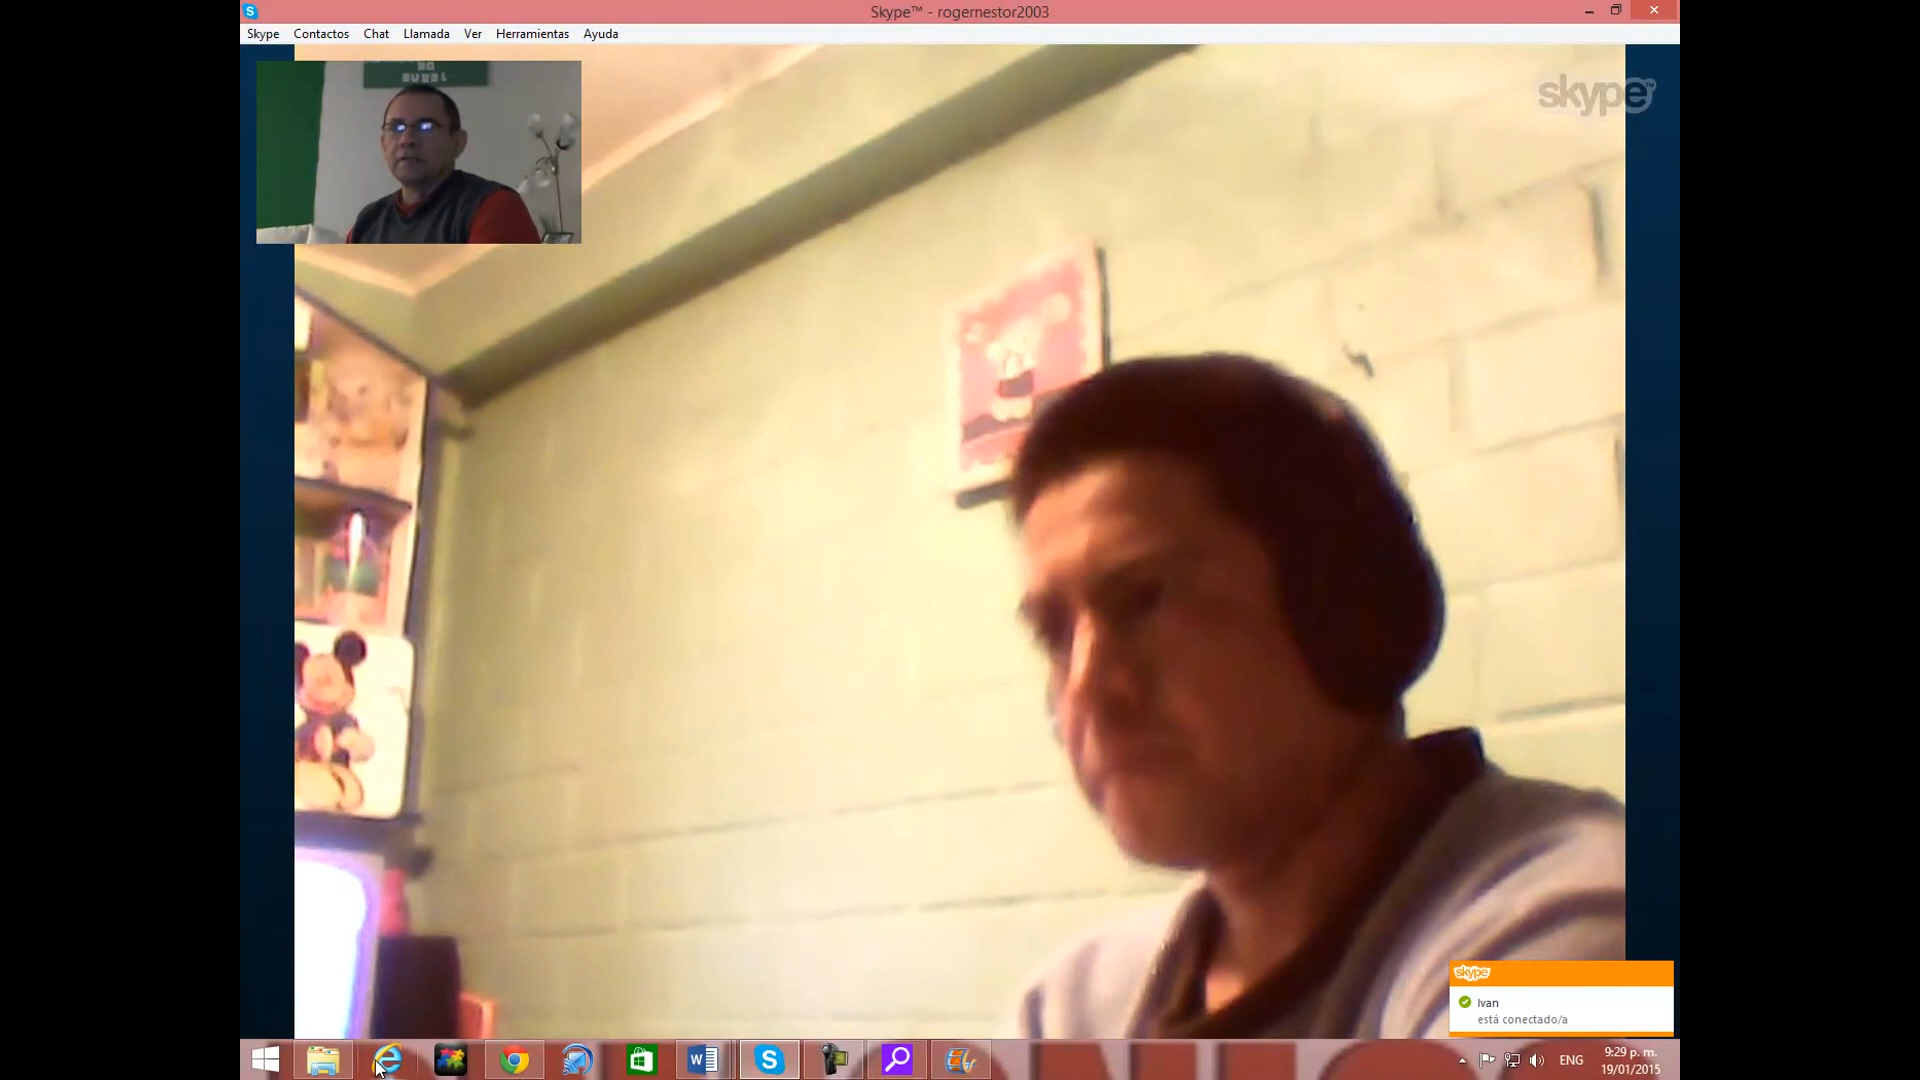 Skype™ - rogernestor2003
Skype Contactos Chat Llamada Ver Herramientas Ayuda
skype™
skype
Ivan
está conectado/a
ENG
9:29 p. m.
19/01/2015